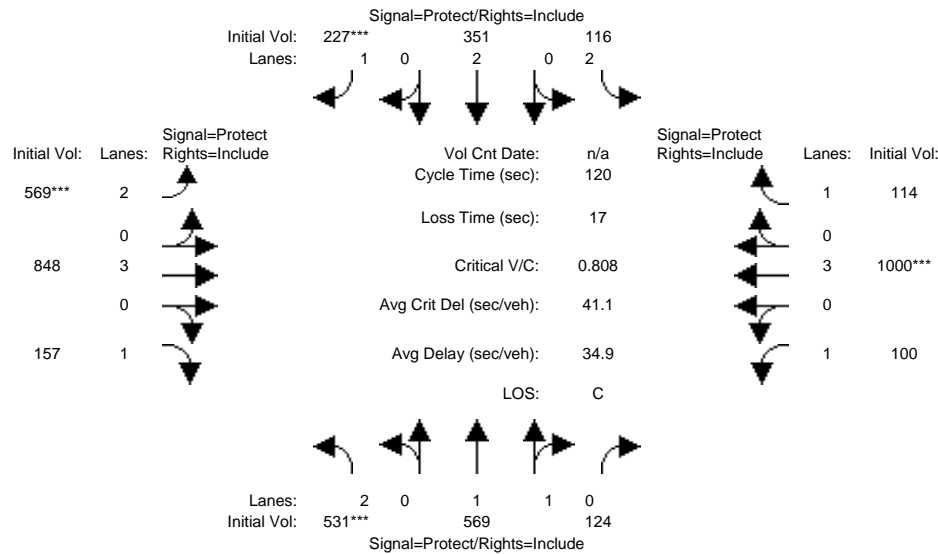 Signal=Protect/Rights=Include
Initial Vol: 227*** 351 116
Lanes: 1 0 2 0 2
Signal=Protect
Initial Vol: Lanes: Rights=Include
Vol Cnt Date: n/a
Signal=Protect
Rights=Include Lanes: Initial Vol:
Cycle Time (sec): 120
569*** 2
1 114
Loss Time (sec): 17
0
0
848 3
Critical V/C: 0.808
3 1000***
0
Avg Crit Del (sec/veh): 41.1
0
157 1
Avg Delay (sec/veh): 34.9
1 100
LOS: C
Lanes: 2 0 1 1 0
Initial Vol: 531*** 569 124
Signal=Protect/Rights=Include